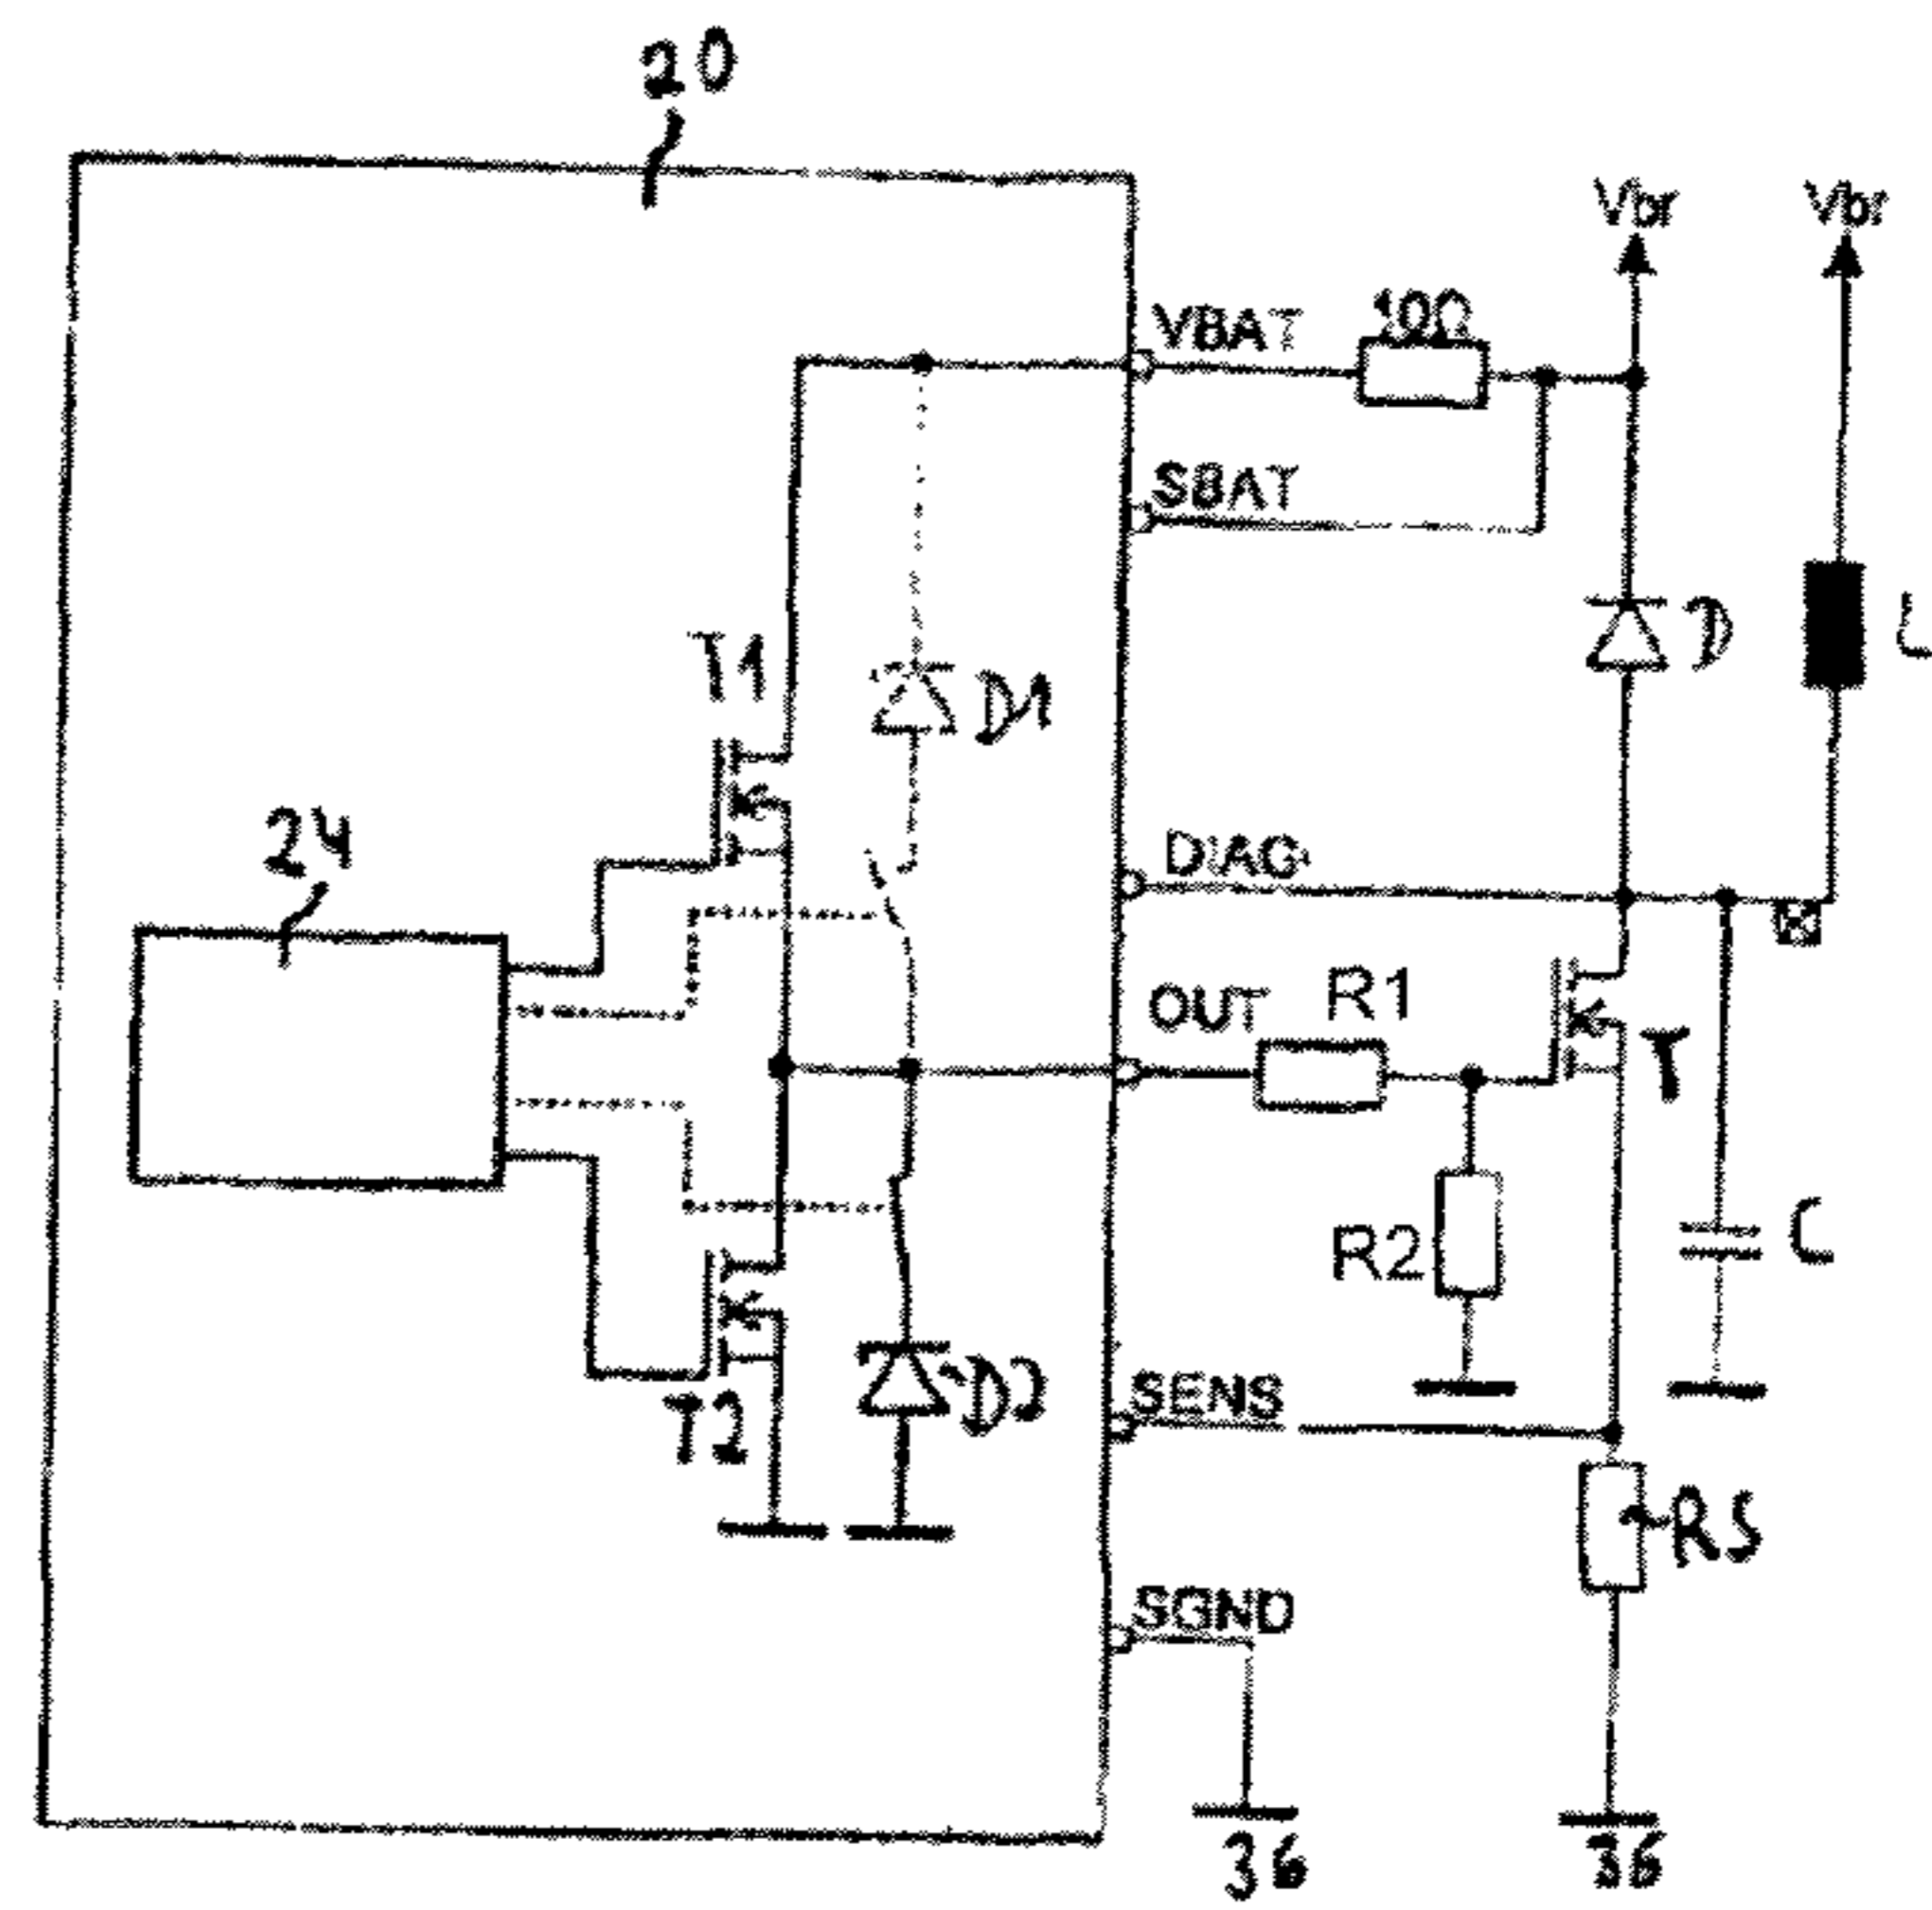 20
Vbr Vbr
VBAT 10Ω
SBAT
T1 D1 D L
24
DIAG
OUT R1 T
R2 C
SENS
T2 D2
RS
SGND
36 36